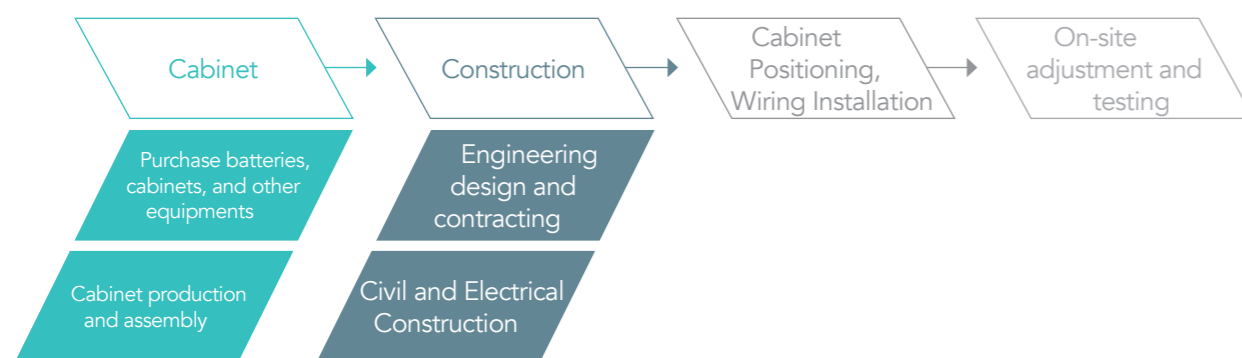 Cabinet
Construction
Cabinet
Positioning,
Wiring Installation
On-site
adjustment and
testing
Purchase batteries,
cabinets, and other
equipments
Engineering
design and
contracting
Cabinet production
and assembly
Civil and Electrical
Construction